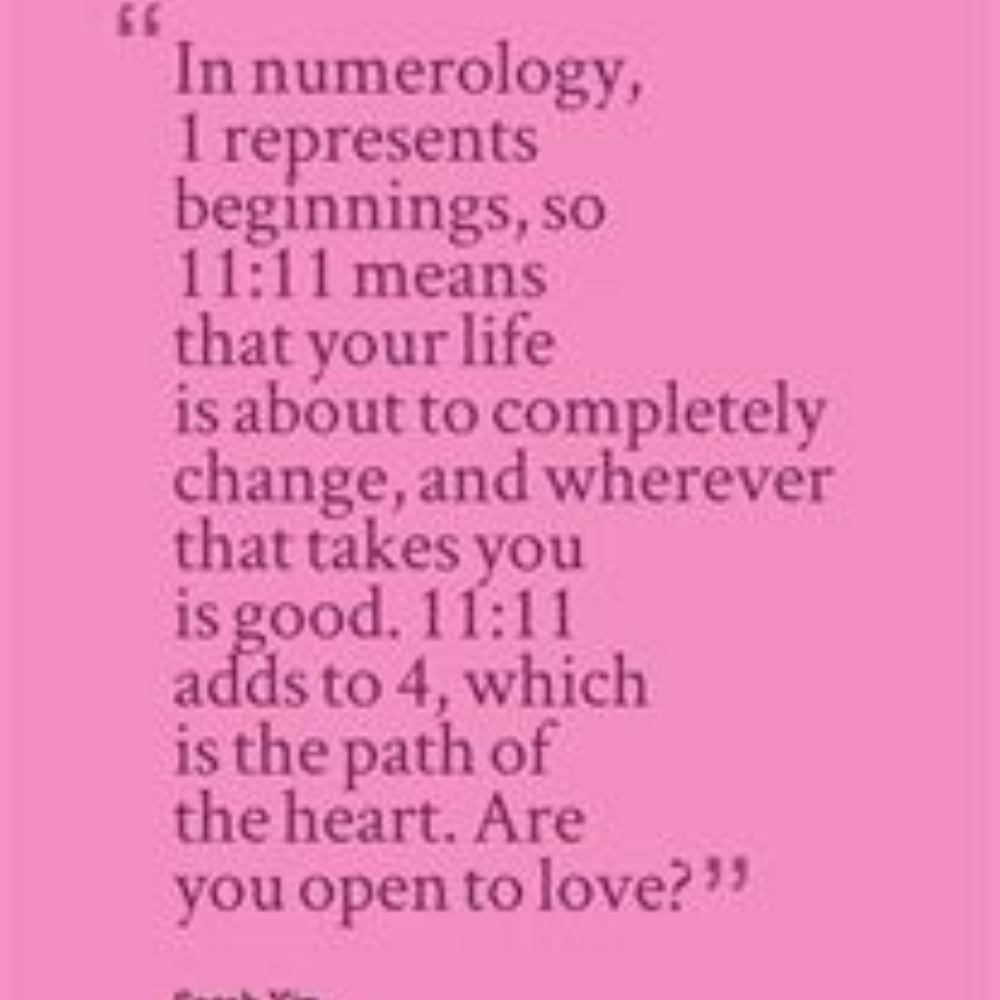 “In numerology,
1 represents
beginnings, so
11:11 means
that your life
is about to completely
change, and wherever
that takes you
is good. 11:11
adds to 4, which
is the path of
the heart. Are
you open to love?”